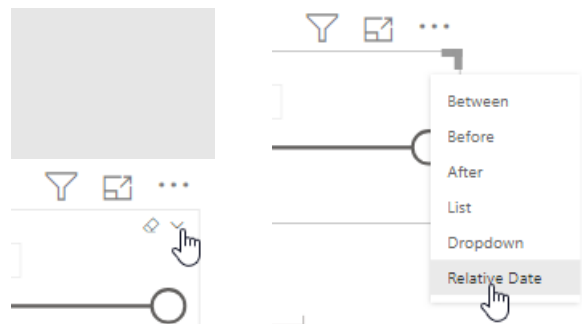 Between
Before
After
List
Dropdown
Relative Date